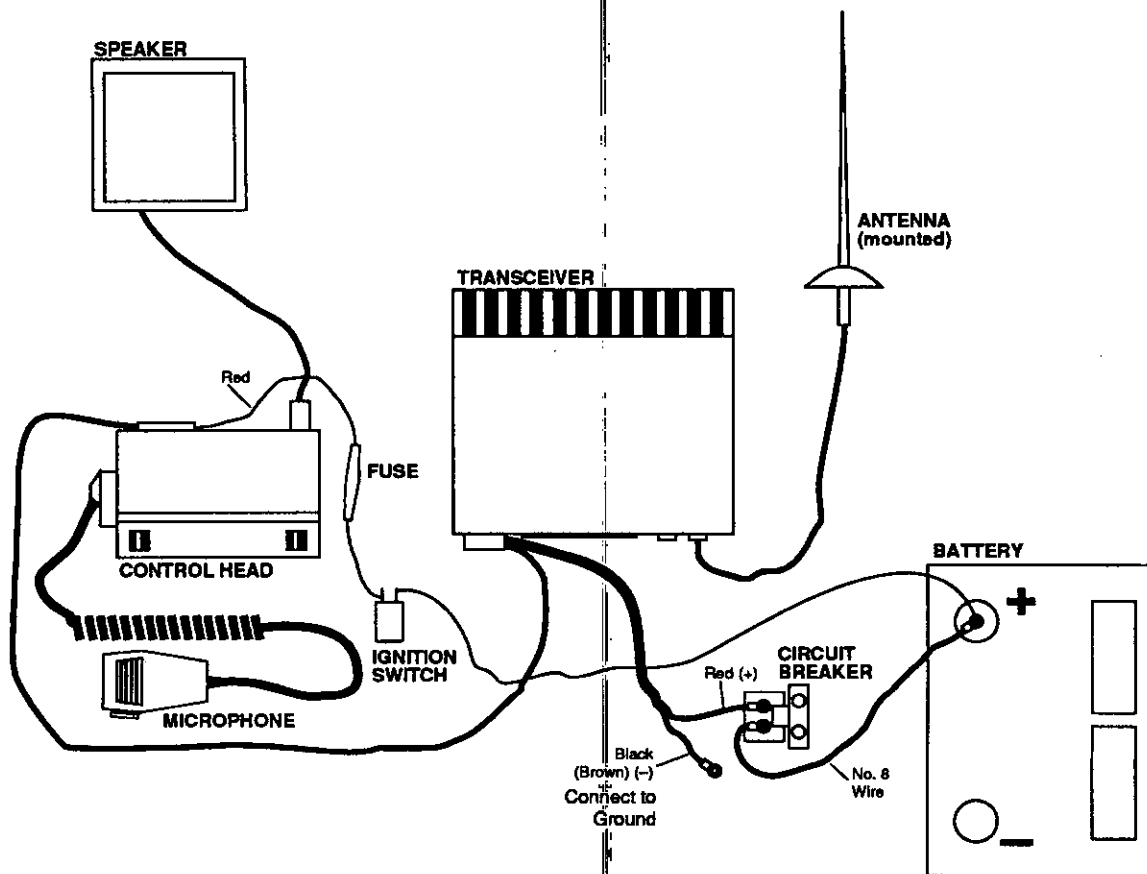 SPEAKER
ANTENNA
(mounted)
TRANSCEIVER
Red
FUSE
CONTROL HEAD
BATTERY
+
IGNITION
SWITCH
CIRCUIT
BREAKER
Red (+)
MICROPHONE
Black
(Brown) (–)
Connect to
Ground
No. 8
Wire
–